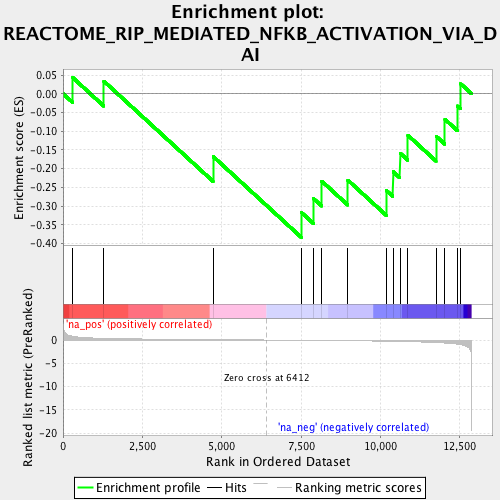 Enrichment plot:
REACTOME_RIP_MEDIATED_NFKB_ACTIVATION_VIA_D
AI
Enrichment score (ES)
0.05
0.00
-0.05
-0.10
-0.15
-0.20
-0.25
-0.30
-0.35
-0.40
'na_pos' (positively correlated)
Ranked list metric (PreRanked)
0
-5
-10
-15
-20
Zero cross at 6412
'na_neg' (negatively correlated)
0
2,500
5,000
7,500
10,000
12,500
Rank in Ordered Dataset
Enrichment profile
Hits
Ranking metric scores